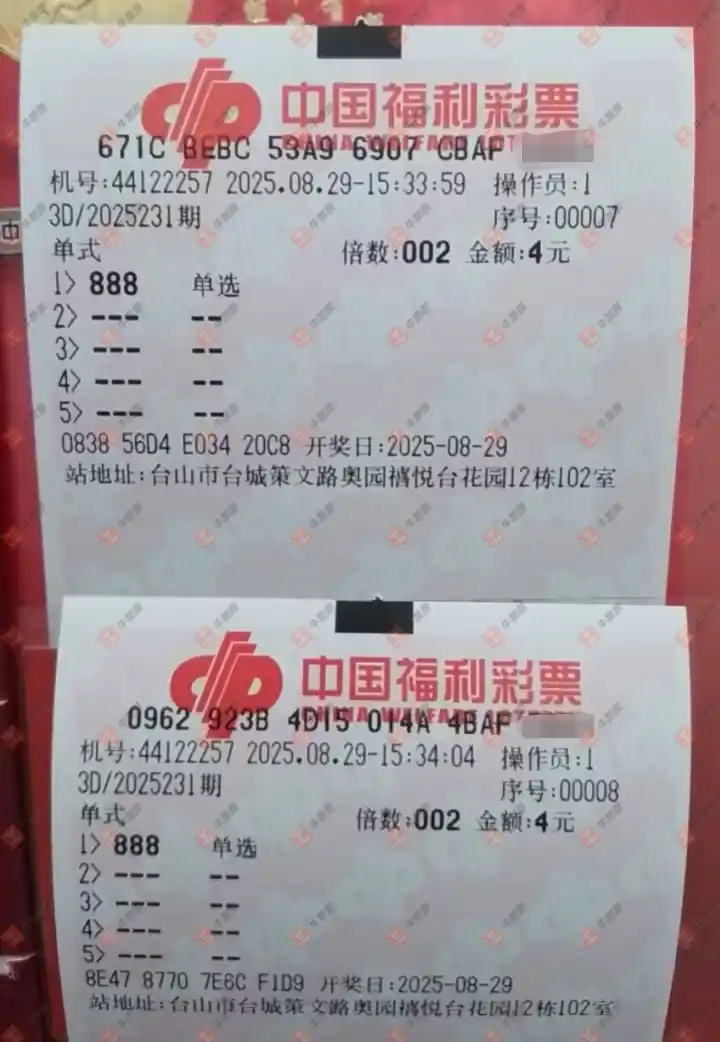 中国福利彩票
CHINA WELFARE LOT
671C BEBC 53A9 6907 CBAF
机号:44122257 2025.08.29-15:33:59 操作员:1
3D/2025231期 序号:00007
单式 倍数:002 金额:4元
1> 888 单选
2> --- --
3> --- --
4> --- --
5> --- --
0838 56D4 E034 20C8 开奖日:2025-08-29
站地址:台山市台城策文路奥园禧悦台花园12栋102室
中国福利彩票
CHINA WELFARE LOT
0962 923B 4D15 014A 4BAF
机号:44122257 2025.08.29-15:34:04 操作员:1
3D/2025231期 序号:00008
单式 倍数:002 金额:4元
1> 888 单选
2> --- --
3> --- --
4> --- --
5> --- --
8E47 8770 7E6C F1D9 开奖日:2025-08-29
站地址:台山市台城策文路奥园禧悦台花园12栋102室